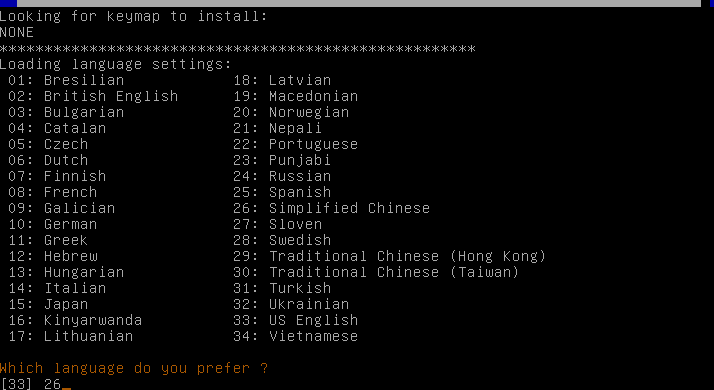 Looking for keymap to install:
NONE
*****************************************************
Loading language settings:
01: Bresilian 18: Latvian
02: British English 19: Macedonian
03: Bulgarian 20: Norwegian
04: Catalan 21: Nepali
05: Czech 22: Portuguese
06: Dutch 23: Punjabi
07: Finnish 24: Russian
08: French 25: Spanish
09: Galician 26: Simplified Chinese
10: German 27: Sloven
11: Greek 28: Swedish
12: Hebrew 29: Traditional Chinese (Hong Kong)
13: Hungarian 30: Traditional Chinese (Taiwan)
14: Italian 31: Turkish
15: Japan 32: Ukrainian
16: Kinyarwanda 33: US English
17: Lithuanian 34: Vietnamese
Which language do you prefer ?
[33] 26_